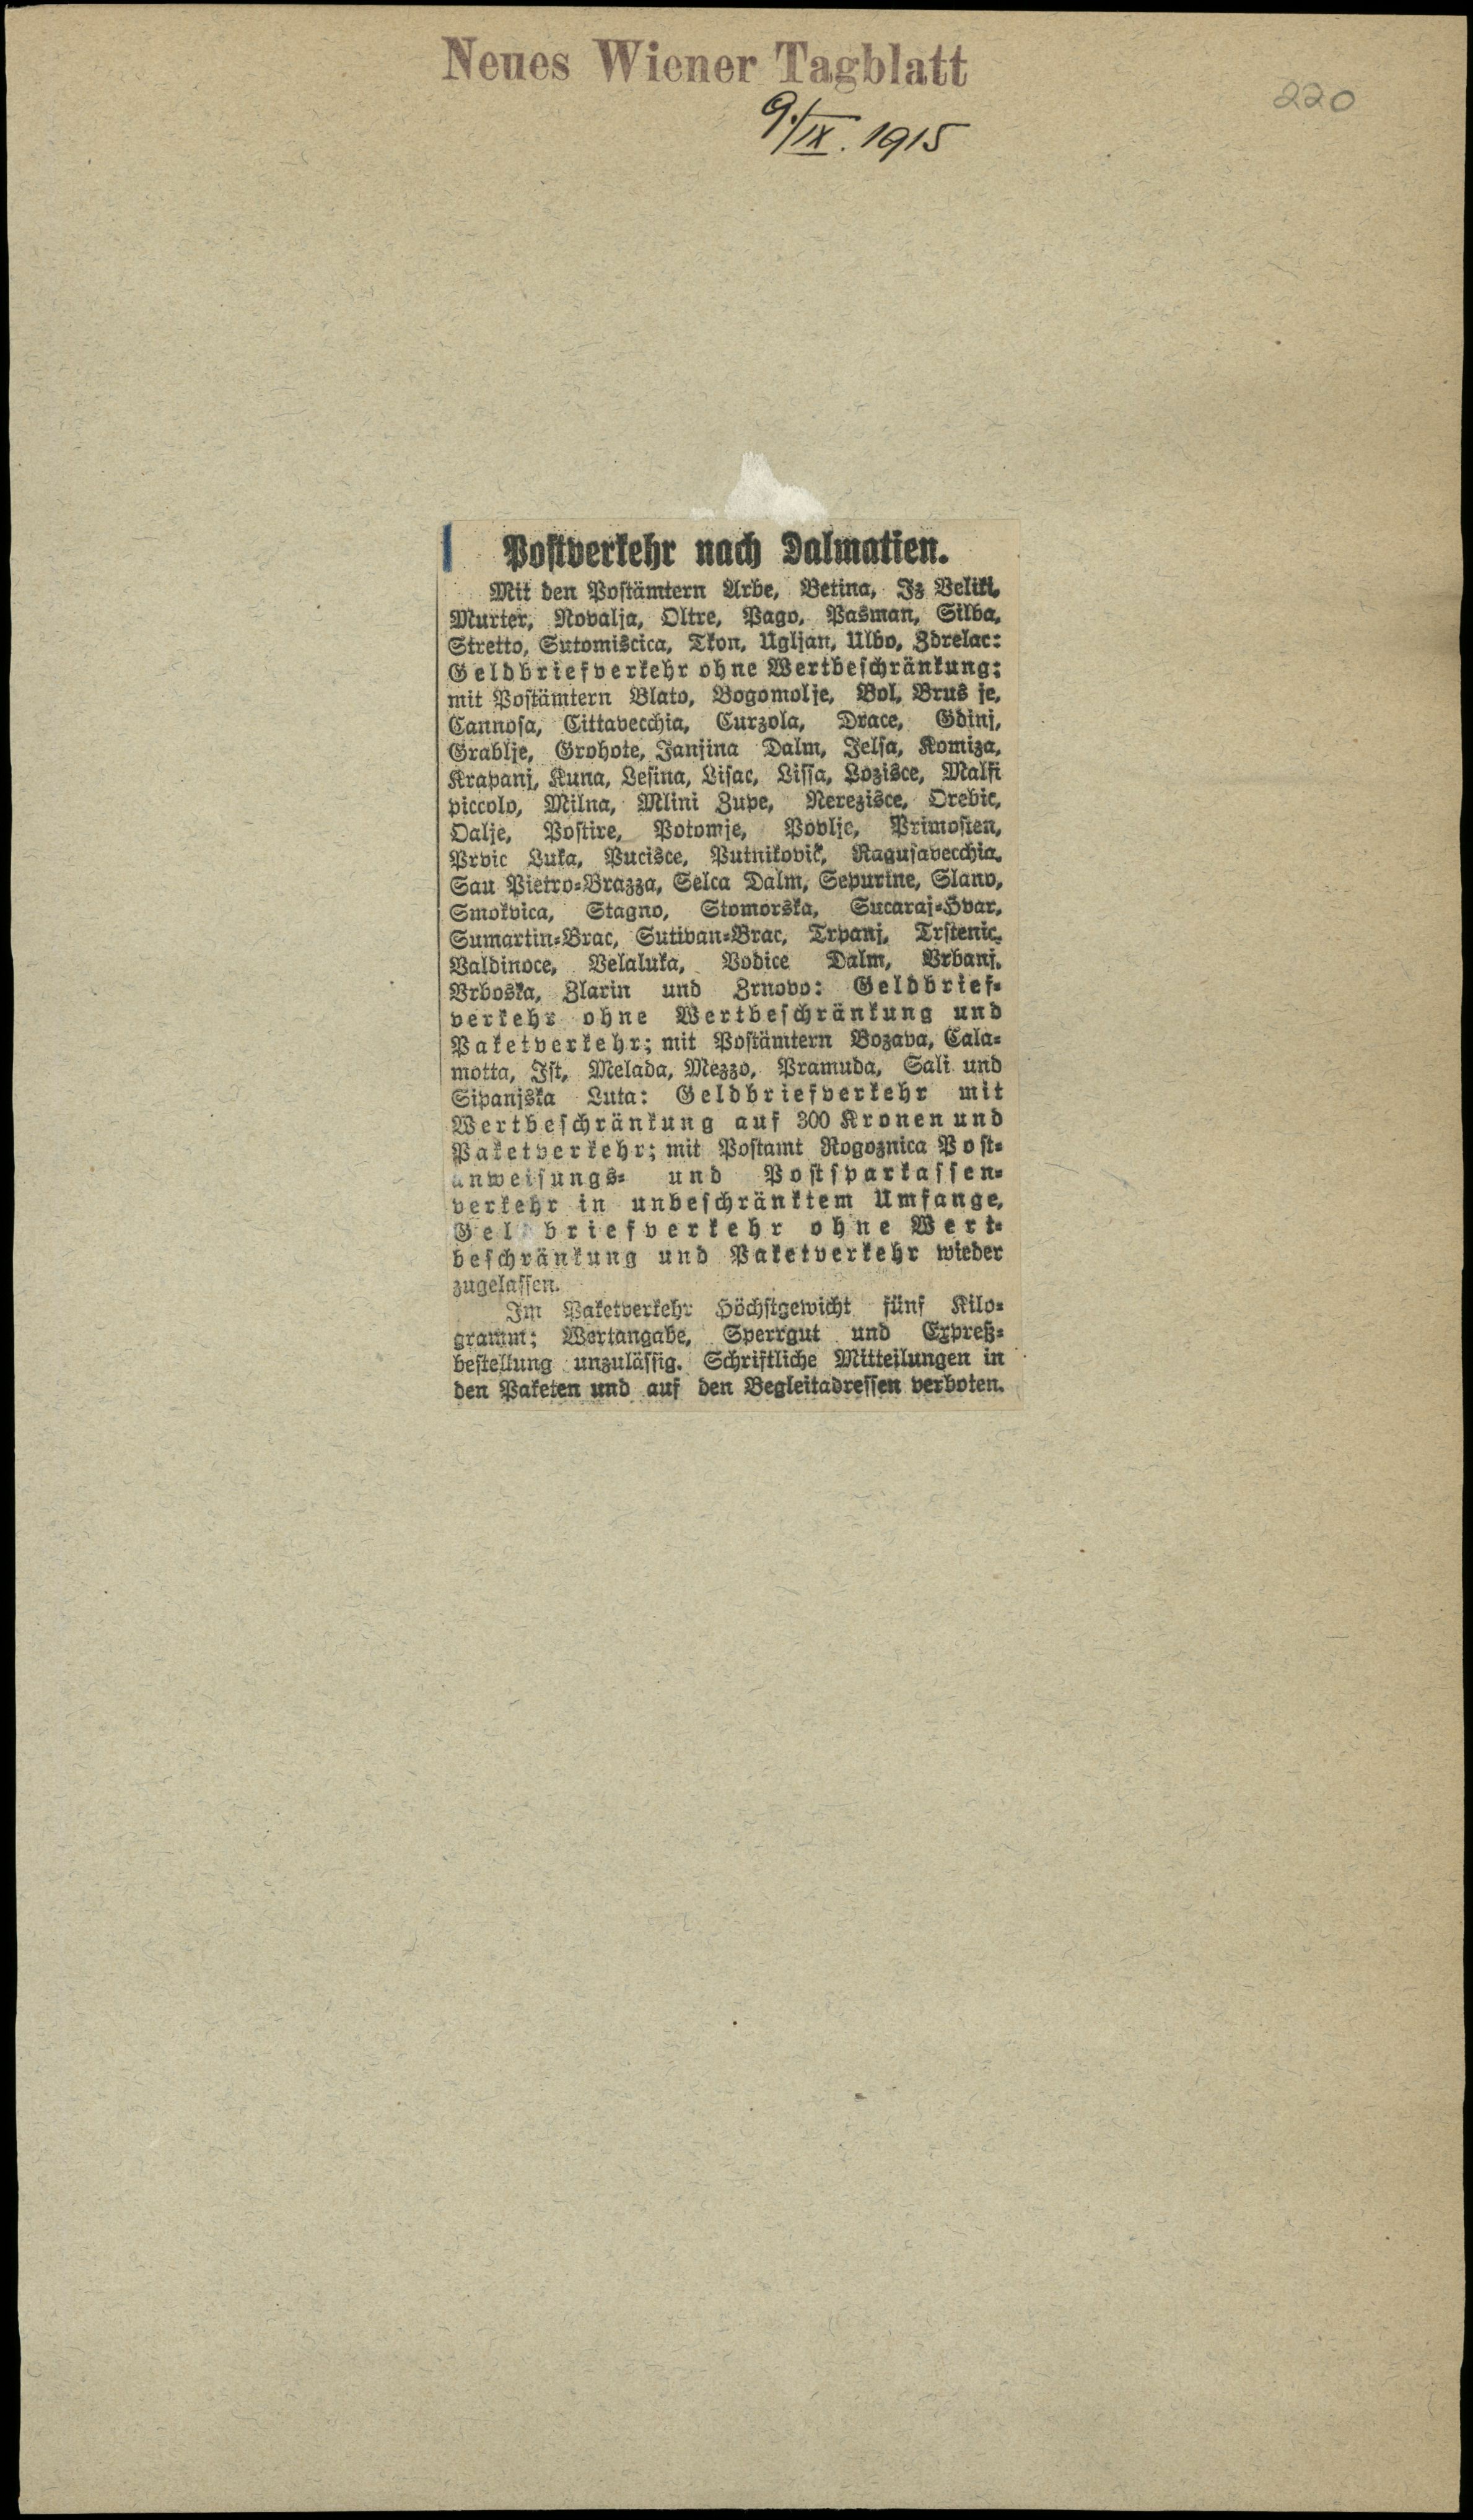 Neues Wiener Tagblatt
220
9./IX. 1915
Postverkehr nach Dalmatien.
Mit den Postämtern Arbe, Betina, Iz Veliki,
Murter, Novalja, Oltre, Pago, Pasman, Silba,
Stretto, Sutomiscica, Tkon, Ugljan, Ulbo, Zdrelac:
Geldbriefverkehr ohne Wertbeschränkung;
mit Postämtern Blato, Bogomolje, Bol, Brus je,
Cannosa, Cittavecchia, Curzola, Drace, Gdinj,
Grablje, Grohote, Janjina Dalm, Jelsa, Komiza,
Krapanj, Kuna, Lesina, Lisac, Lissa, Lozisce, Malfi
piccolo, Milna, Mlini Zupe, Nerezisce, Orebic,
Oalje, Postire, Potomje, Povlje, Primosten,
Prvic Luka, Pucisce, Putnikovik, Ragusavecchia,
San Pietro-Brazza, Selca Dalm, Sepurine, Slano,
Smokvica, Stagno, Stomorska, Sucaraj-Hvar,
Sumartin-Brac, Sutivan-Brac, Trpanj, Trstenic,
Valdinoce, Velaluka, Vodice Dalm, Vrbanj,
Vrboska, Zlarin und Zrnovo: Geldbrief-
verkehr ohne Wertbeschränkung und
Paketverkehr; mit Postämtern Bozava, Cala-
motta, Ist, Melada, Mezzo, Pramuda, Sali und
Sipanjska Luta: Geldbriefverkehr mit
Wertbeschränkung auf 300 Kronen und
Paketverkehr; mit Postamt Rogoznica Post-
anweisungs- und Postsparkassen-
verkehr in unbeschränktem Umfange,
Geldbriefverkehr ohne Wert-
beschränkung und Paketverkehr wieder
zugelassen.
Im Paketverkehr Höchstgewicht fünf Kilo-
gramm; Wertangabe, Sperrgut und Expreß-
bestellung unzulässig. Schriftliche Mitteilungen in
den Paketen und auf den Begleitadressen verboten.